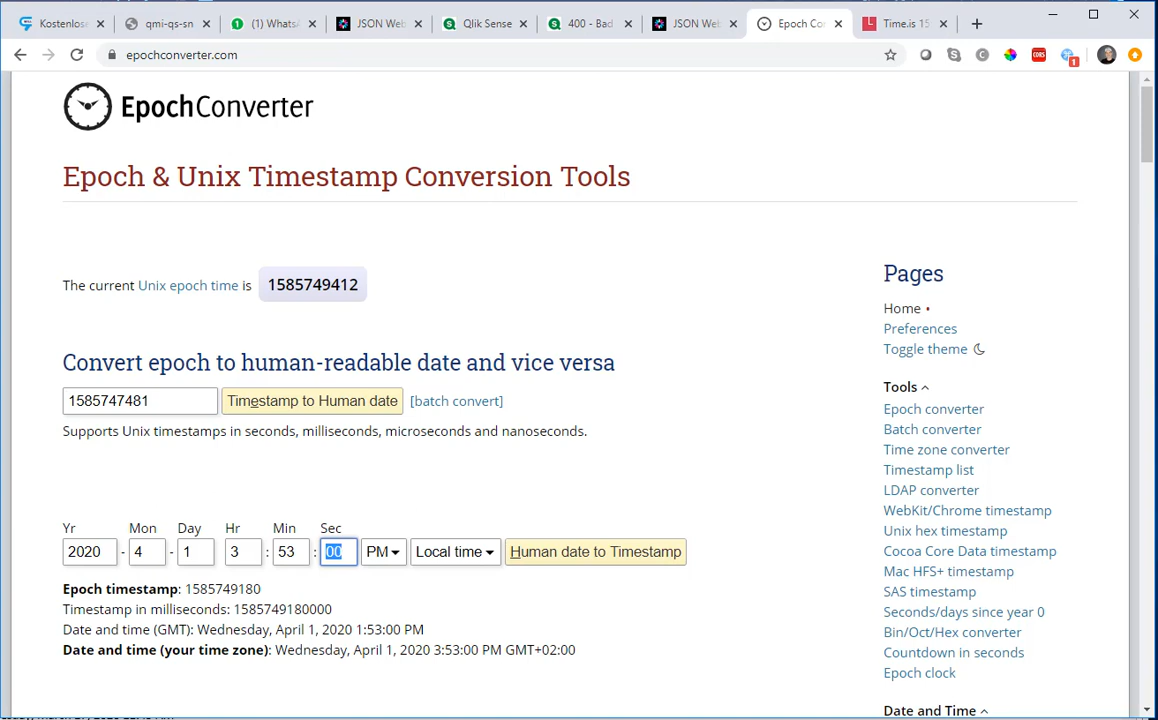 Kostenlose
qmi-qs-sn
(1) Whats
JSON Web
Qlik Sense
400 - Bad
JSON Web
Epoch Co
Time.is 15
epochconverter.com
CORS
1
EpochConverter
Epoch & Unix Timestamp Conversion Tools
The current Unix epoch time is 1585749412
Convert epoch to human-readable date and vice versa
1585747481 Timestamp to Human date [batch convert]
Supports Unix timestamps in seconds, milliseconds, microseconds and nanoseconds.
Yr Mon Day Hr Min Sec
2020 - 4 - 1 3 : 53 : 00 PM Local time Human date to Timestamp
Epoch timestamp: 1585749180
Timestamp in milliseconds: 1585749180000
Date and time (GMT): Wednesday, April 1, 2020 1:53:00 PM
Date and time (your time zone): Wednesday, April 1, 2020 3:53:00 PM GMT+02:00
Pages
Home •
Preferences
Toggle theme
Tools
Epoch converter
Batch converter
Time zone converter
Timestamp list
LDAP converter
WebKit/Chrome timestamp
Unix hex timestamp
Cocoa Core Data timestamp
Mac HFS+ timestamp
SAS timestamp
Seconds/days since year 0
Bin/Oct/Hex converter
Countdown in seconds
Epoch clock
Date and Time